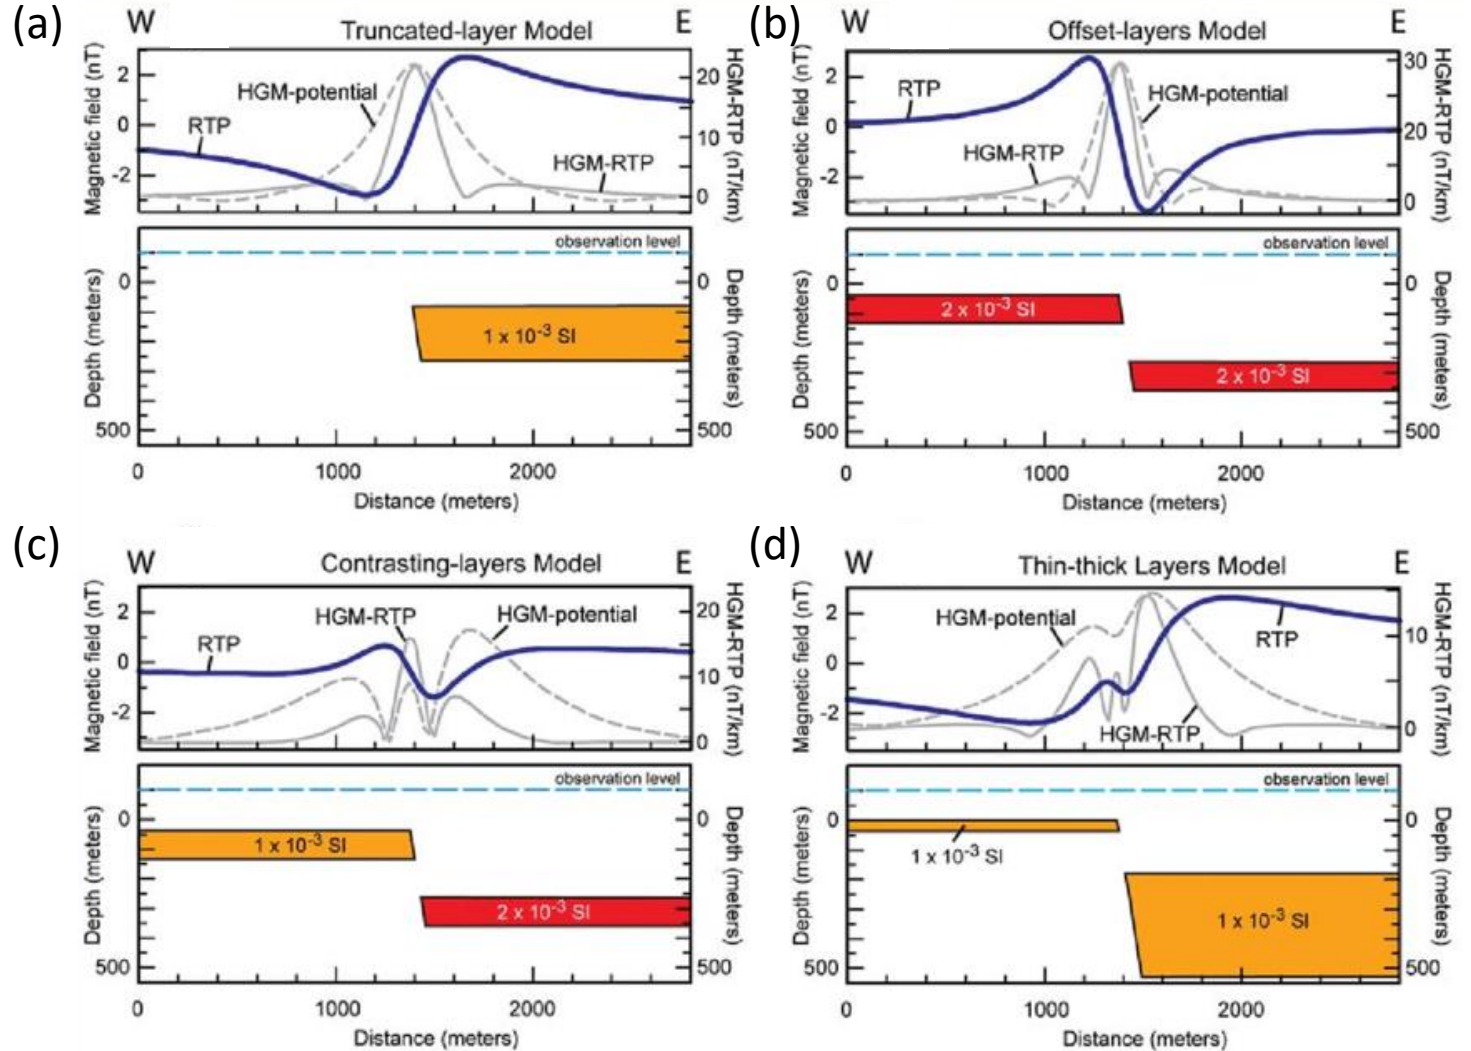 (a)
W
Truncated-layer Model
E
Magnetic field (nT)
2
0
-2
HGM-potential
RTP
HGM-RTP
20
10
0
HGM-RTP (nT/km)
observation level
Depth (meters)
0
500
1 x 10⁻³ SI
0
500
Depth (meters)
0
1000
2000
Distance (meters)
(b)
W
Offset-layers Model
E
Magnetic field (nT)
2
0
-2
RTP
HGM-potential
HGM-RTP
30
20
10
0
HGM-RTP (nT/km)
observation level
Depth (meters)
0
500
2 x 10⁻³ SI
2 x 10⁻³ SI
0
500
Depth (meters)
0
1000
2000
Distance (meters)
(c)
W
Contrasting-layers Model
E
Magnetic field (nT)
2
0
-2
RTP
HGM-RTP
HGM-potential
20
10
0
HGM-RTP (nT/km)
observation level
Depth (meters)
0
500
1 x 10⁻³ SI
2 x 10⁻³ SI
0
500
Depth (meters)
0
1000
2000
Distance (meters)
(d)
W
Thin-thick Layers Model
E
Magnetic field (nT)
2
0
-2
HGM-potential
RTP
HGM-RTP
10
0
HGM-RTP (nT/km)
observation level
Depth (meters)
0
500
1 x 10⁻³ SI
1 x 10⁻³ SI
0
500
Depth (meters)
0
1000
2000
Distance (meters)